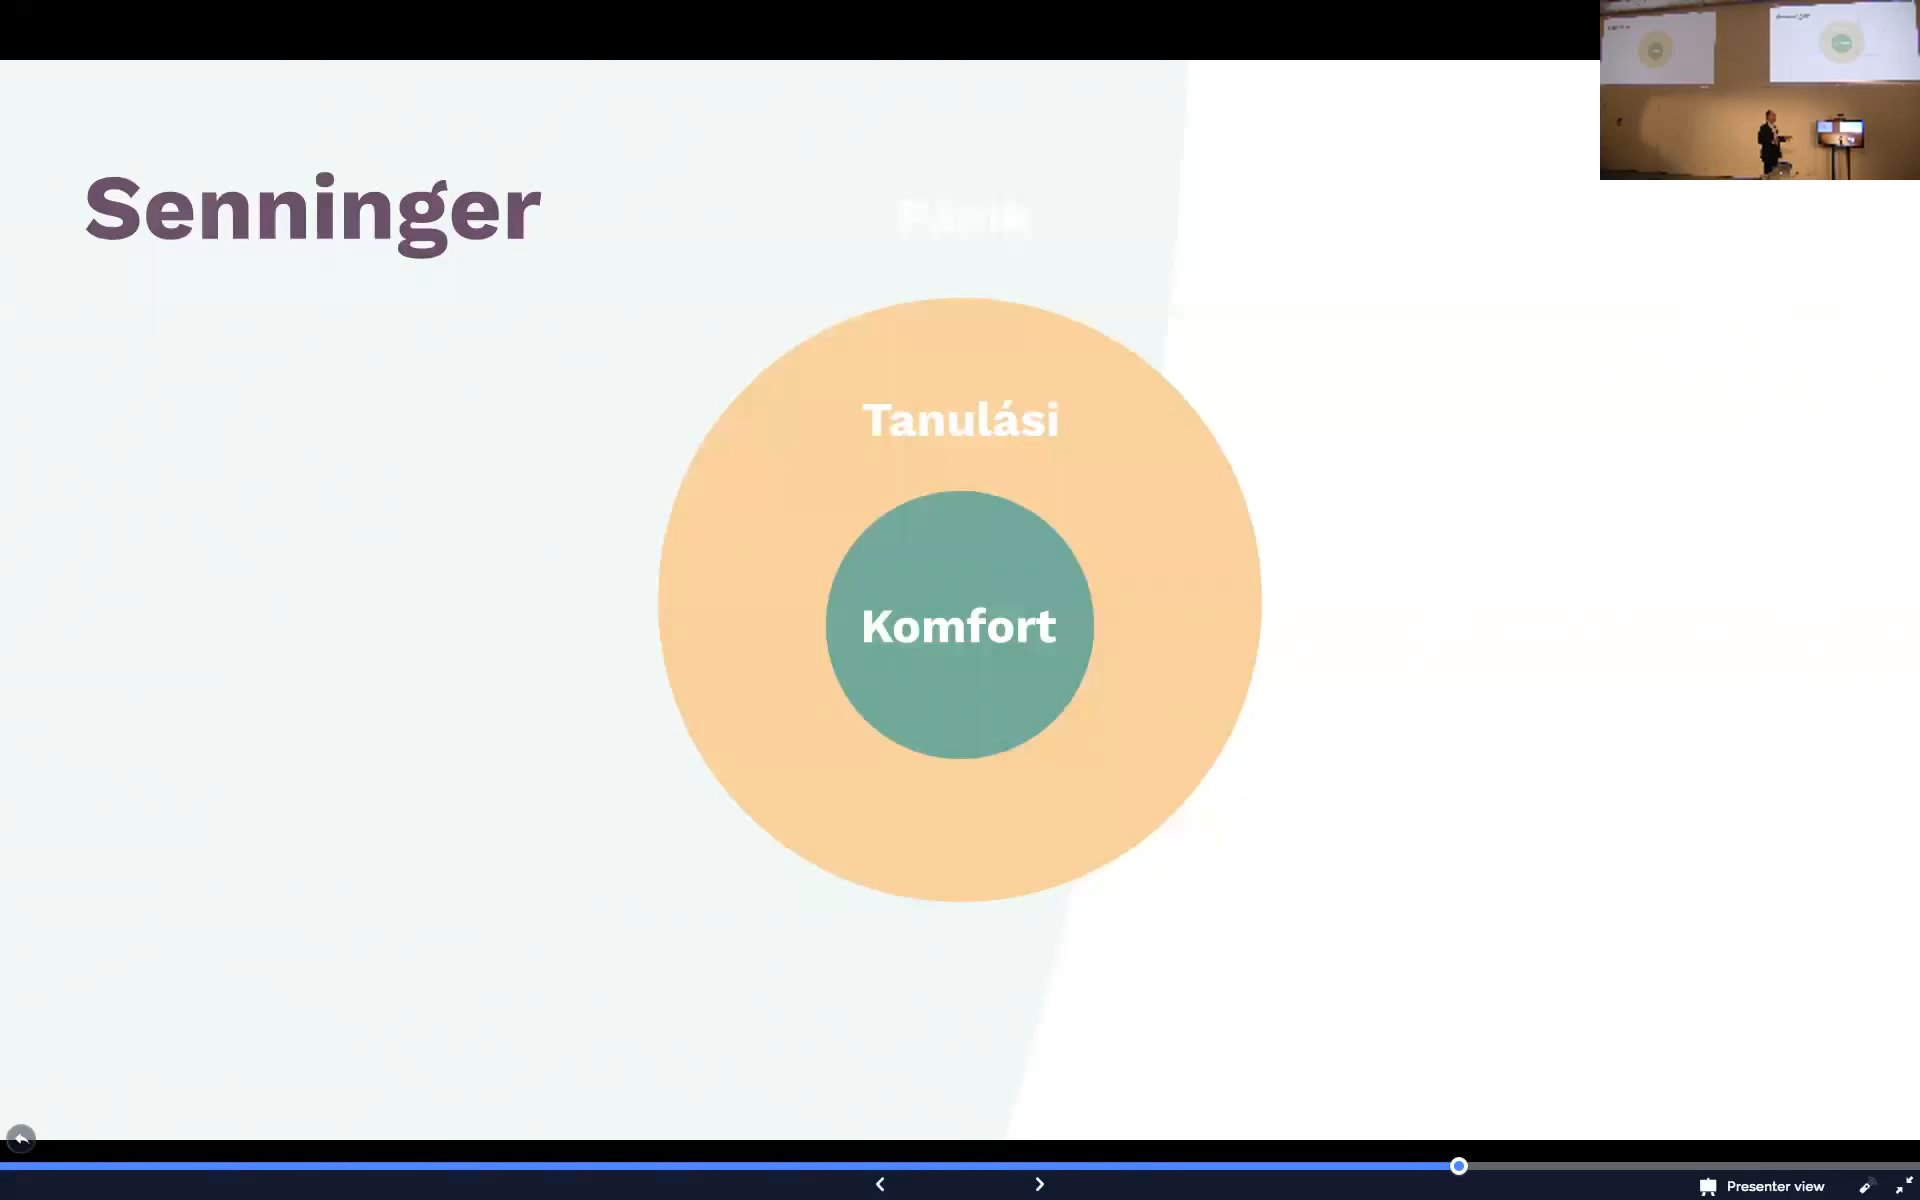 Senninger
Pánik
Tanulási
Komfort
Presenter view